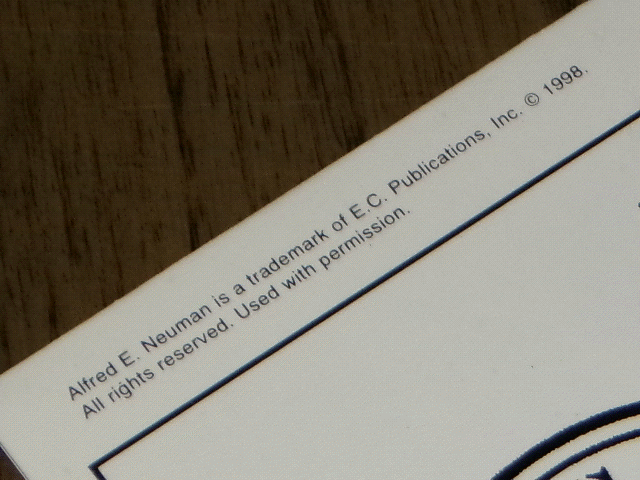 Alfred E. Neuman is a trademark of E.C. Publications, Inc. © 1998.
All rights reserved. Used with permission.